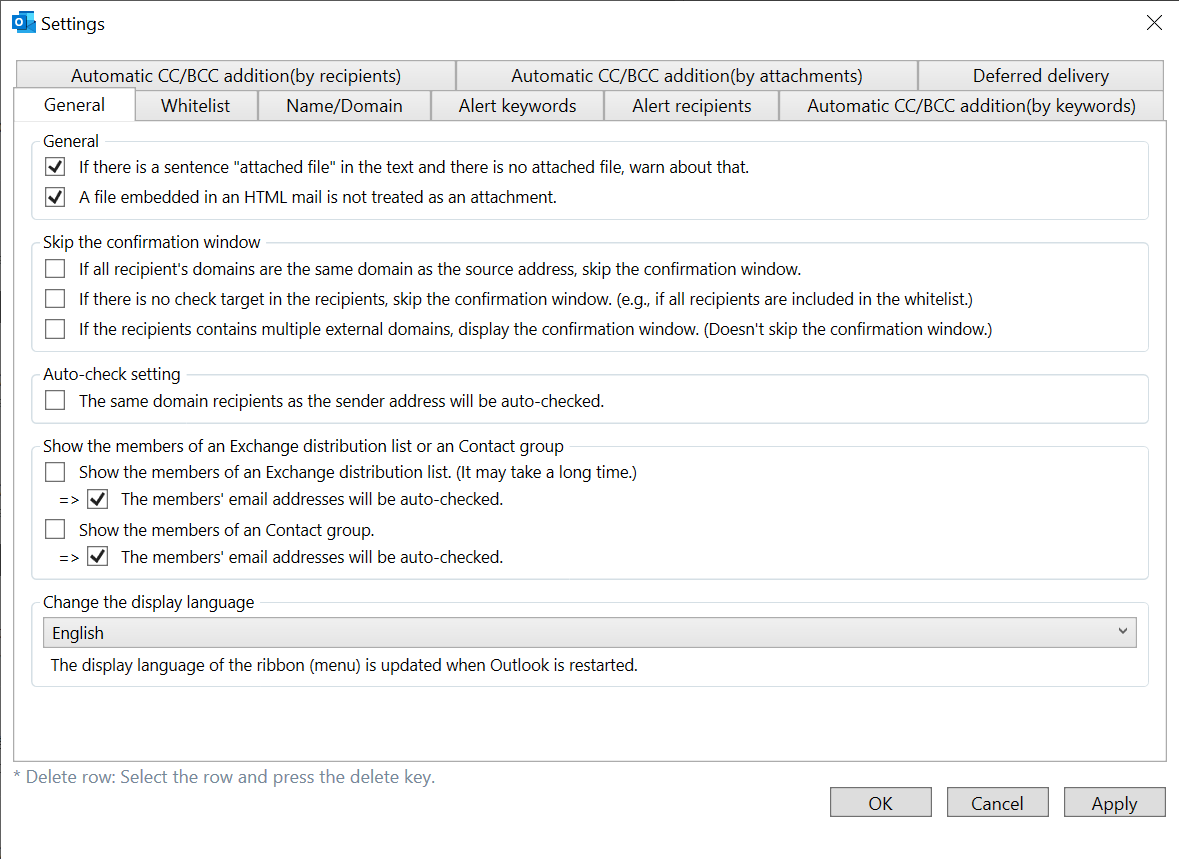 Settings
Automatic CC/BCC addition(by recipients)
Automatic CC/BCC addition(by attachments)
Deferred delivery
General
Whitelist
Name/Domain
Alert keywords
Alert recipients
Automatic CC/BCC addition(by keywords)
General
If there is a sentence "attached file" in the text and there is no attached file, warn about that.
A file embedded in an HTML mail is not treated as an attachment.
Skip the confirmation window
If all recipient's domains are the same domain as the source address, skip the confirmation window.
If there is no check target in the recipients, skip the confirmation window. (e.g., if all recipients are included in the whitelist.)
If the recipients contains multiple external domains, display the confirmation window. (Doesn't skip the confirmation window.)
Auto-check setting
The same domain recipients as the sender address will be auto-checked.
Show the members of an Exchange distribution list or an Contact group
Show the members of an Exchange distribution list. (It may take a long time.)
=> The members' email addresses will be auto-checked.
Show the members of an Contact group.
=> The members' email addresses will be auto-checked.
Change the display language
English
The display language of the ribbon (menu) is updated when Outlook is restarted.
* Delete row: Select the row and press the delete key.
OK
Cancel
Apply